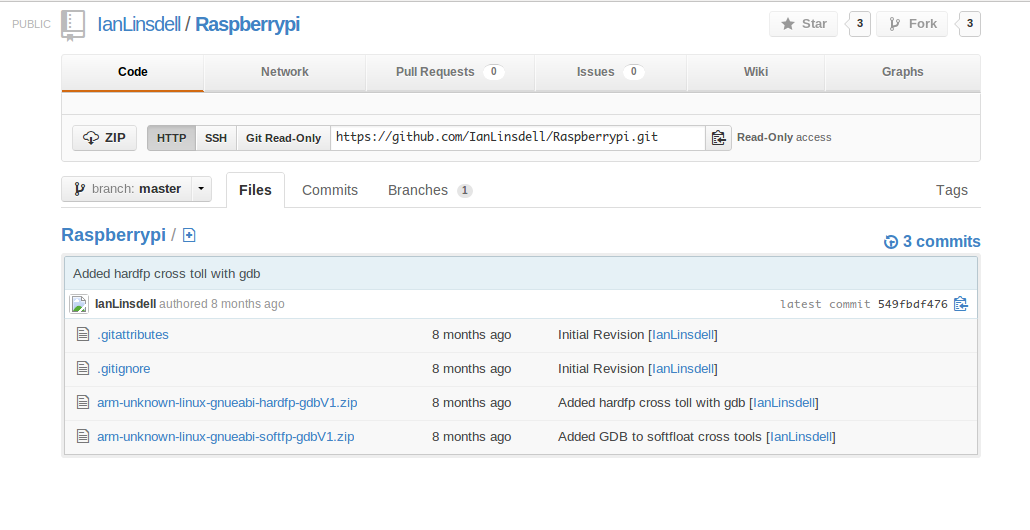 PUBLIC IanLinsdell / Raspberrypi Star 3 Fork 3
Code Network Pull Requests 0 Issues 0 Wiki Graphs
ZIP HTTP SSH Git Read-Only https://github.com/IanLinsdell/Raspberrypi.git Read-Only access
branch: master Files Commits Branches 1 Tags
Raspberrypi / 3 commits
Added hardfp cross toll with gdb
IanLinsdell authored 8 months ago latest commit 549fbdf476
.gitattributes 8 months ago Initial Revision [IanLinsdell]
.gitignore 8 months ago Initial Revision [IanLinsdell]
arm-unknown-linux-gnueabi-hardfp-gdbV1.zip 8 months ago Added hardfp cross toll with gdb [IanLinsdell]
arm-unknown-linux-gnueabi-softfp-gdbV1.zip 8 months ago Added GDB to softfloat cross tools [IanLinsdell]